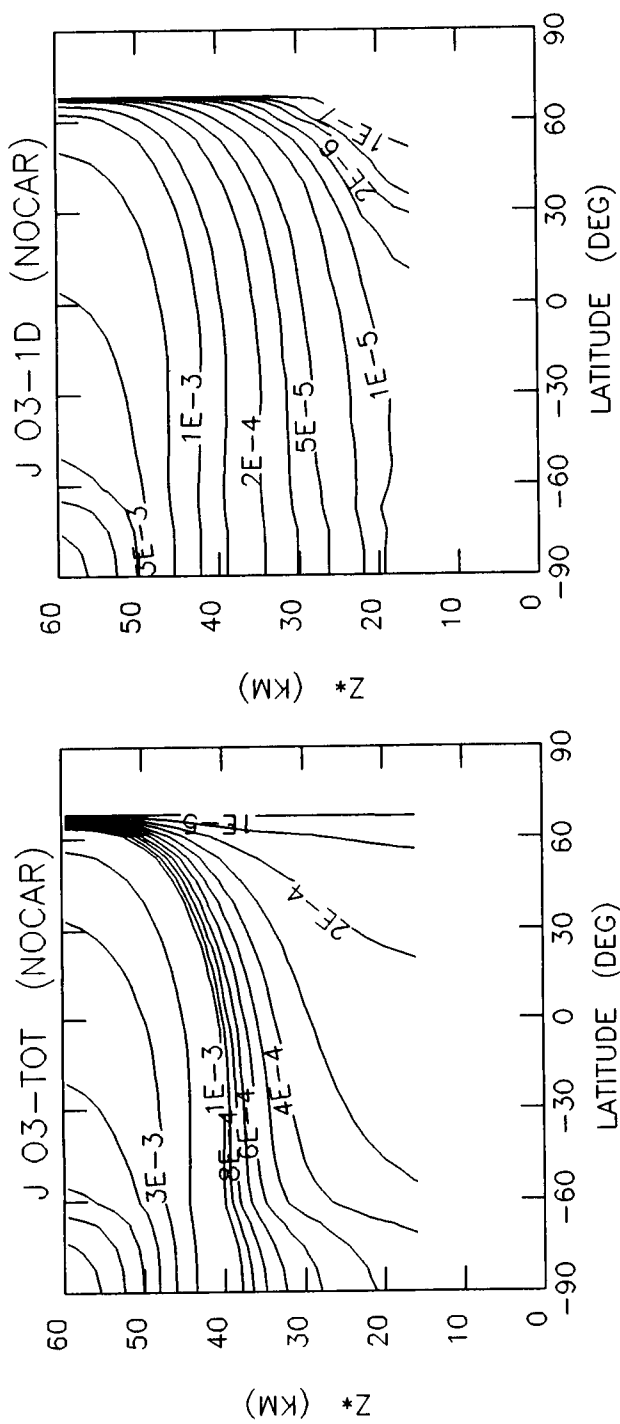 J O3-TOT (NOCAR)
60
50
40
30
20
10
0
Z* (KM)
3E-3
1E-3
8E-4
6E-4
4E-4
2E-4
1E-5
-90
-60
-30
0
30
60
90
LATITUDE (DEG)
J O3-1D (NOCAR)
60
50
40
30
20
10
0
Z* (KM)
3E-3
1E-3
2E-4
5E-5
1E-5
2E-6
1E-7
-90
-60
-30
0
30
60
90
LATITUDE (DEG)